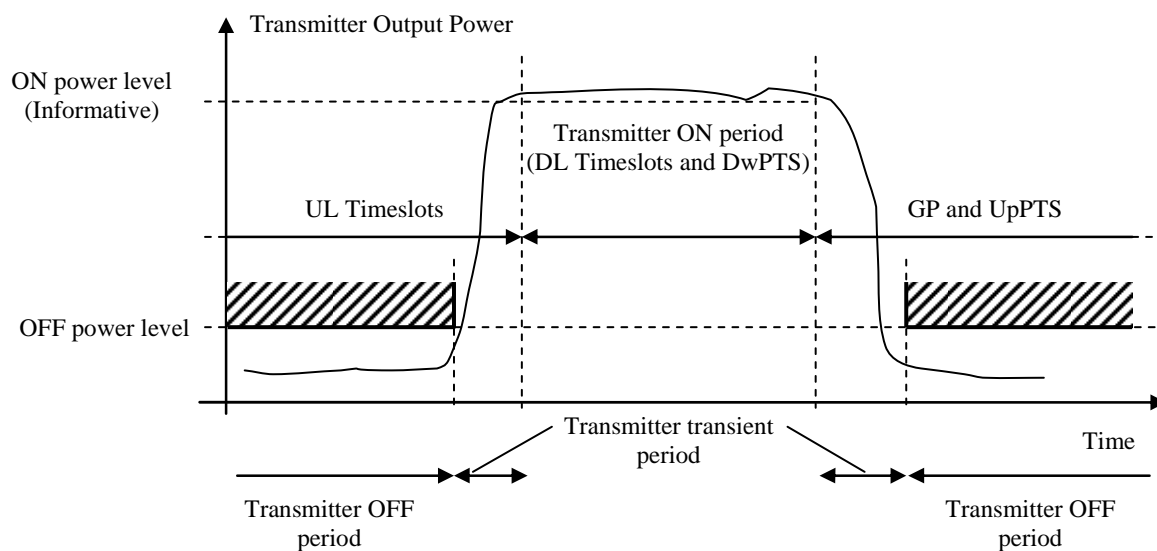 Transmitter Output Power
ON power level
(Informative)
Transmitter ON period
(DL Timeslots and DwPTS)
UL Timeslots
GP and UpPTS
OFF power level
Transmitter transient
period
Time
Transmitter OFF
period
Transmitter OFF
period